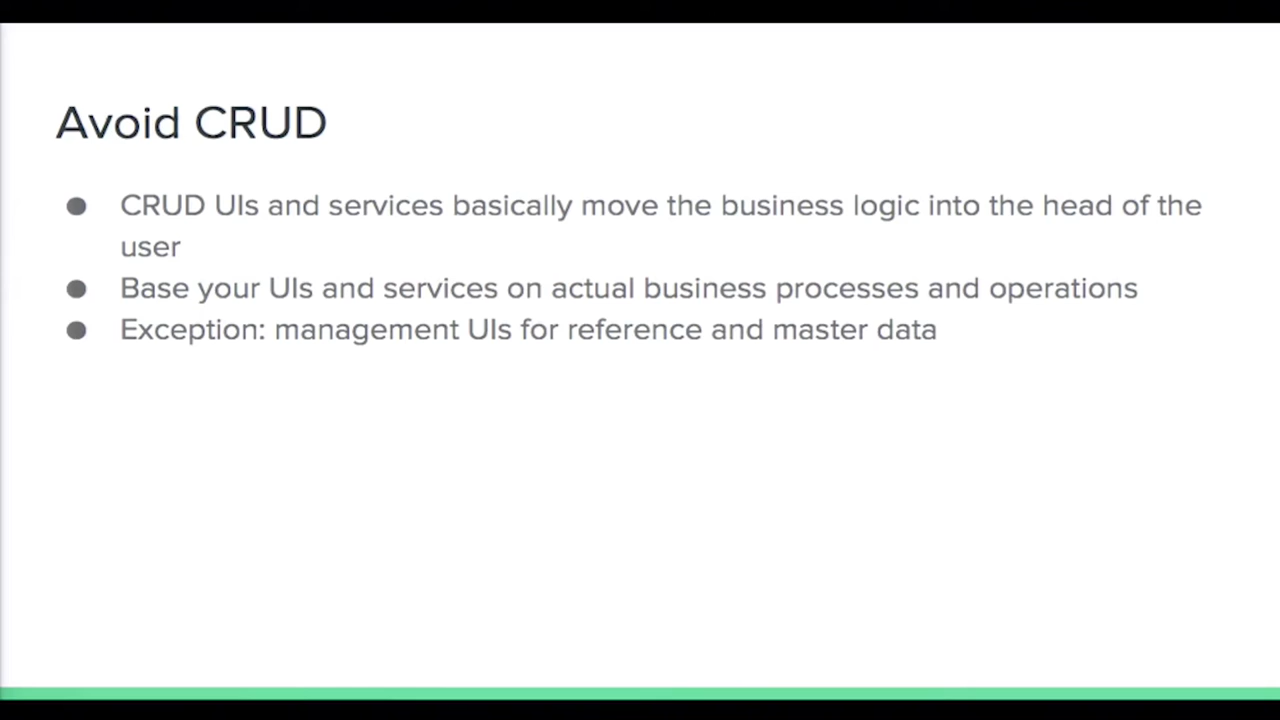 Avoid CRUD
● CRUD UIs and services basically move the business logic into the head of the
user
● Base your UIs and services on actual business processes and operations
● Exception: management UIs for reference and master data